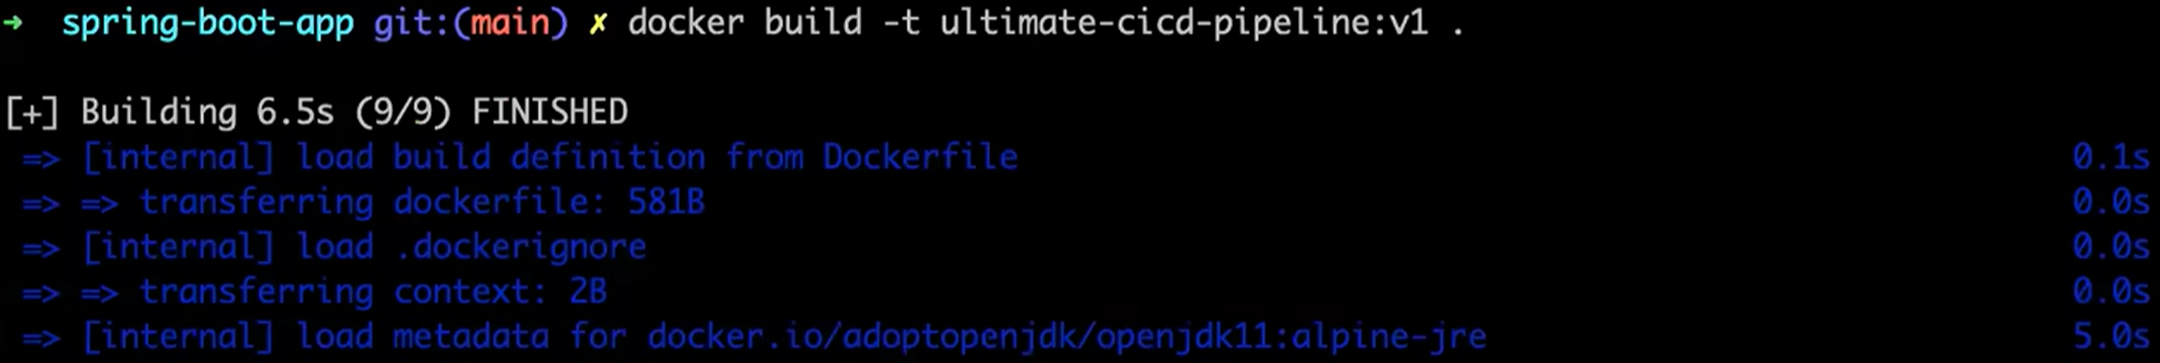 ➜  spring-boot-app git:(main) ✗ docker build -t ultimate-cicd-pipeline:v1 .
[+] Building 6.5s (9/9) FINISHED
=> [internal] load build definition from Dockerfile 0.1s
=> => transferring dockerfile: 581B 0.0s
=> [internal] load .dockerignore 0.0s
=> => transferring context: 2B 0.0s
=> [internal] load metadata for docker.io/adoptopenjdk/openjdk11:alpine-jre 5.0s